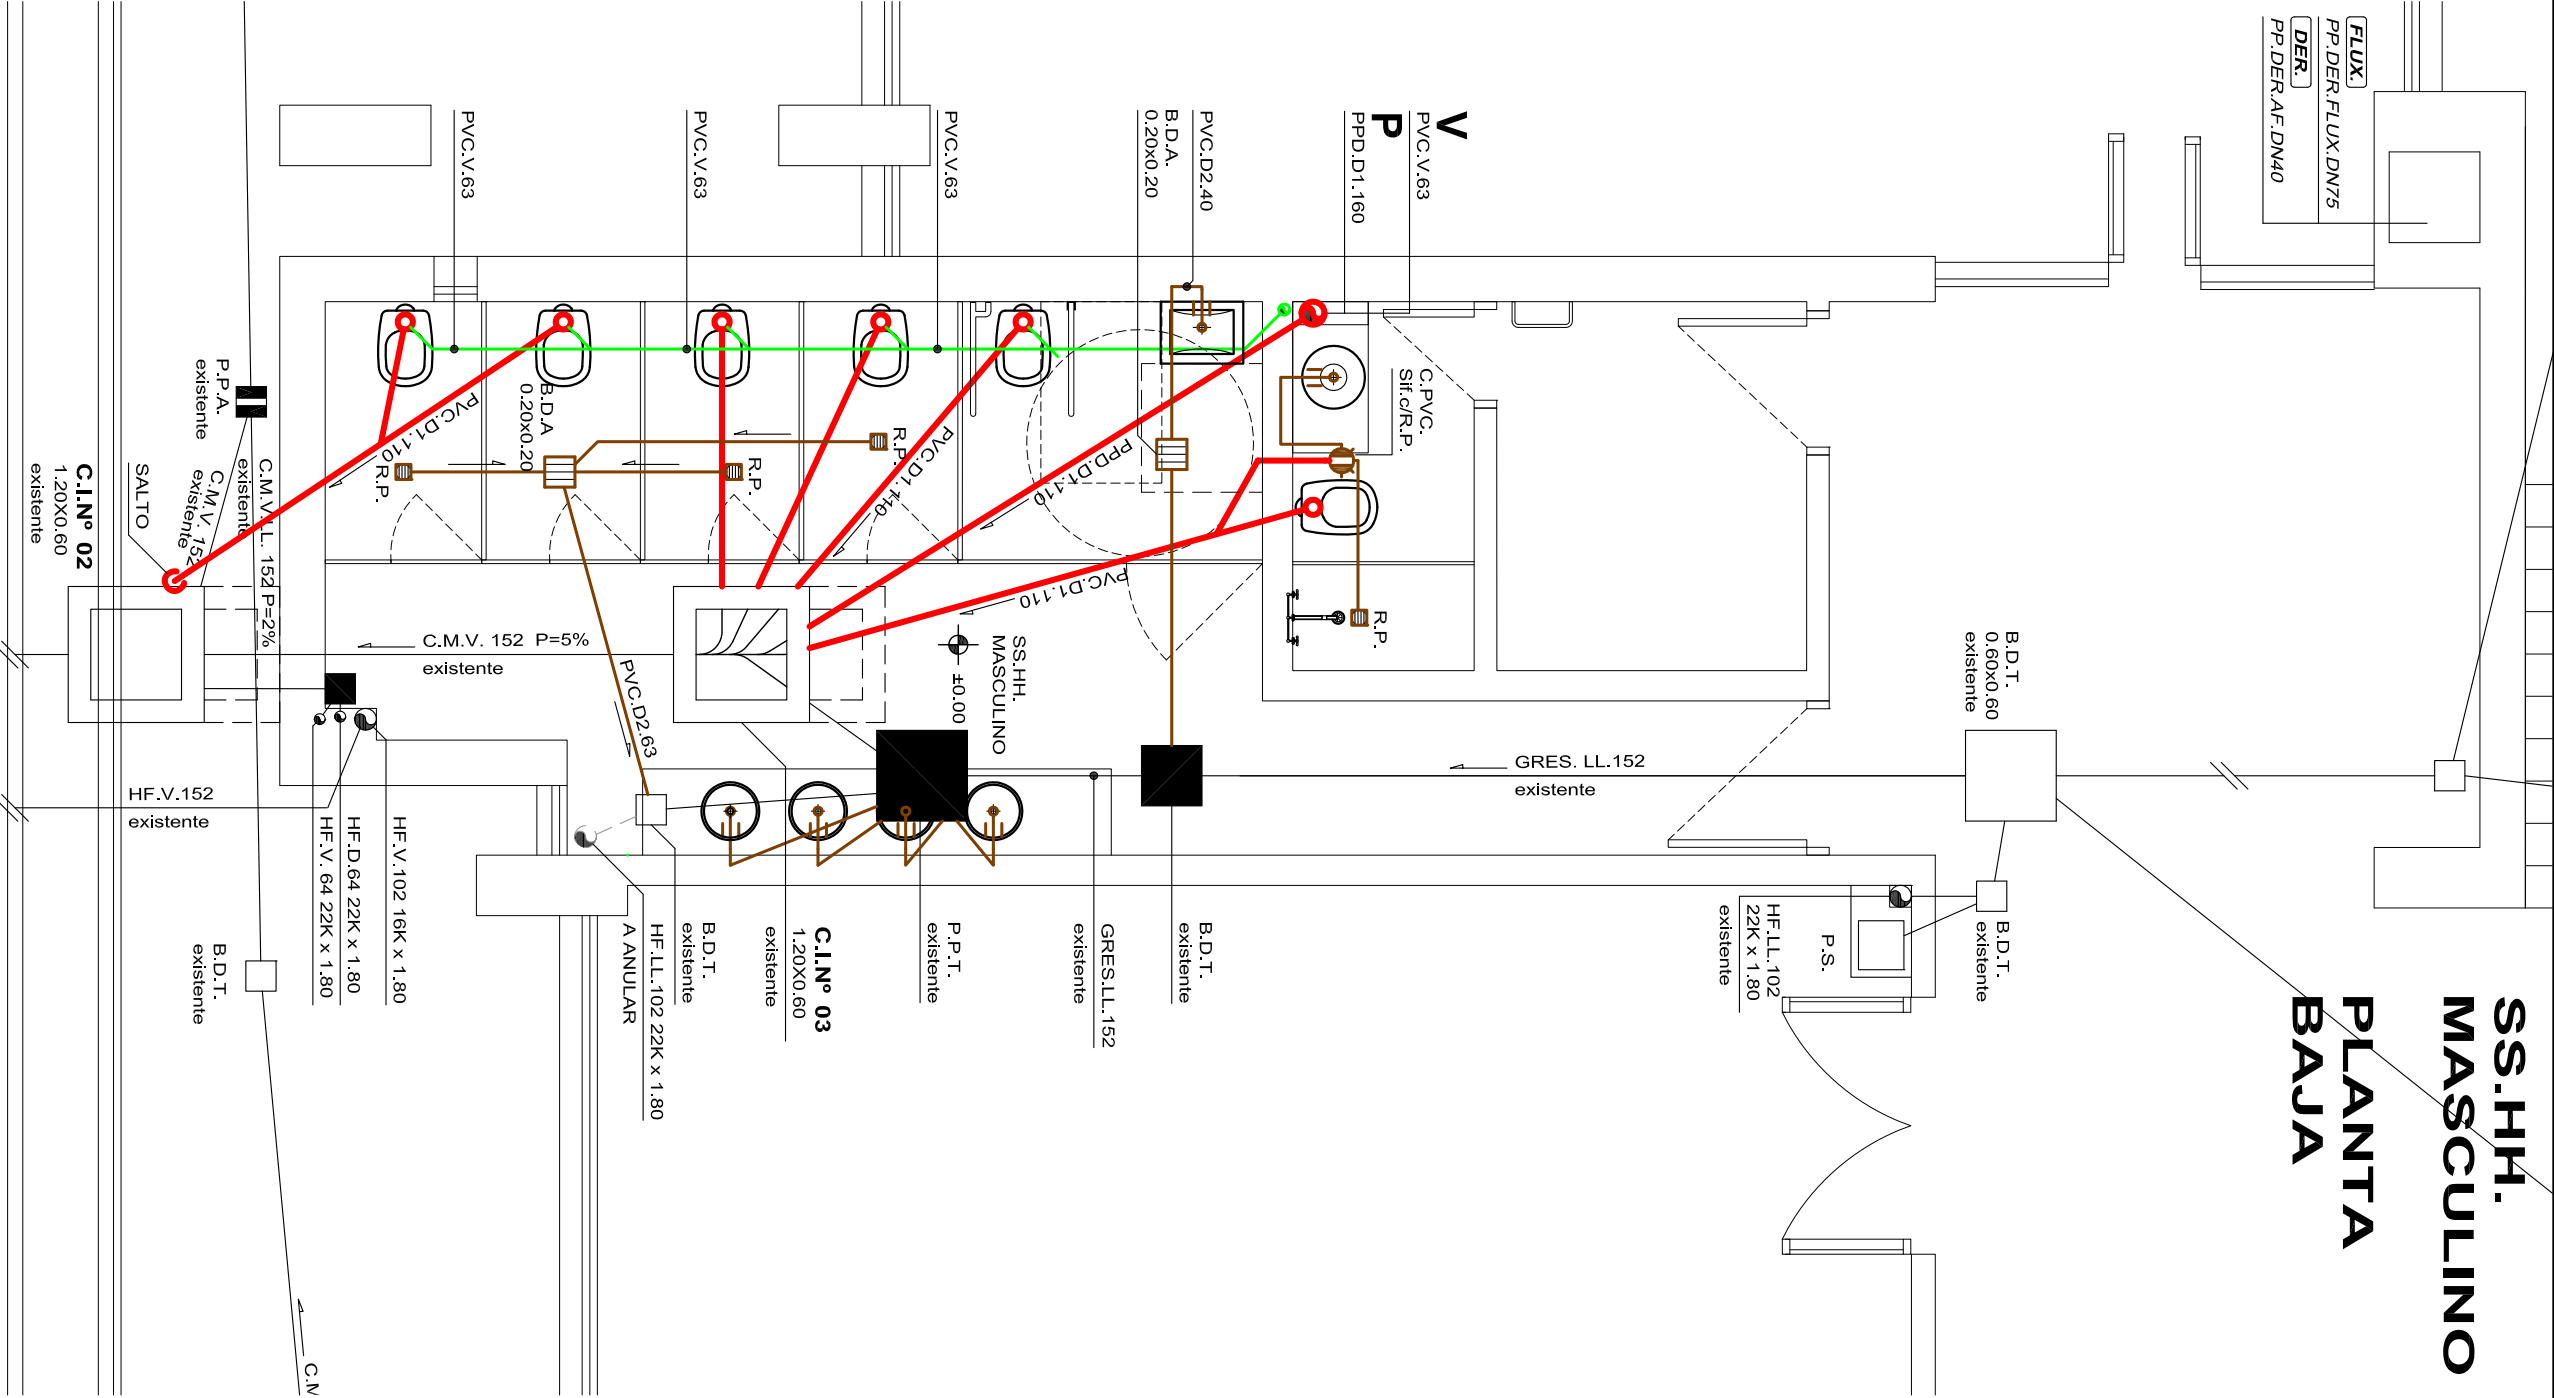 SS.HH.
MASCULINO
PLANTA
BAJA
FLUX.
PP.DER.FLUX.DN75
DER.
PP.DER.AF.DN40
V
PVC.V.63
P
PPD.D1.160
PVC.D2.40
B.D.A.
0.20x0.20
PVC.V.63
PVC.V.63
PVC.V.63
C.PVC.
Sif.c/R.P.
B.D.A
0.20x0.20
R.P.
R.P.
R.P.
R.P.
PVC.D1.110
PVC.D1.110
PPD.D1.110
PVC.D1.110
P.P.A.
existente
C.M.V. 152
existente
C.M.V.LL. 152 P=2%
existente
SALTO
C.I.Nº 02
1.20X0.60
existente
C.M.V. 152 P=5%
existente
SS.HH.
MASCULINO
±0.00
PVC.D2.63
HF.V.152
existente
GRES. LL.152
existente
B.D.T.
0.60x0.60
existente
HF.V.102 16K x 1.80
HF.D.64 22K x 1.80
HF.V. 64 22K x 1.80
B.D.T.
existente
B.D.T.
existente
HF.LL.102 22K x 1.80
A ANULAR
C.I.Nº 03
1.20X0.60
existente
P.P.T.
existente
GRES.LL.152
existente
B.D.T.
existente
HF.LL.102
22K x 1.80
existente
P.S.
B.D.T.
existente